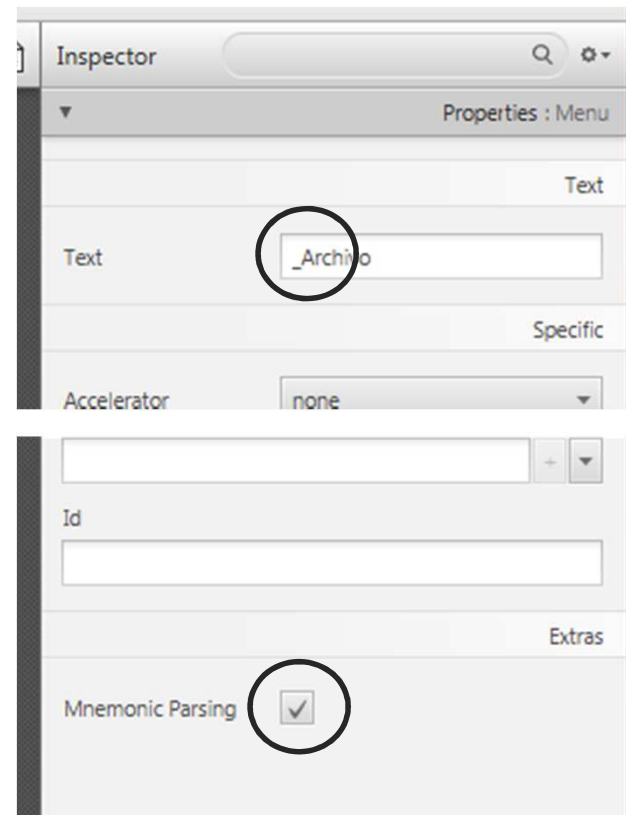 Inspector
Properties : Menu
Text
Text _Archivo
Specific
Accelerator none
Id
Extras
Mnemonic Parsing